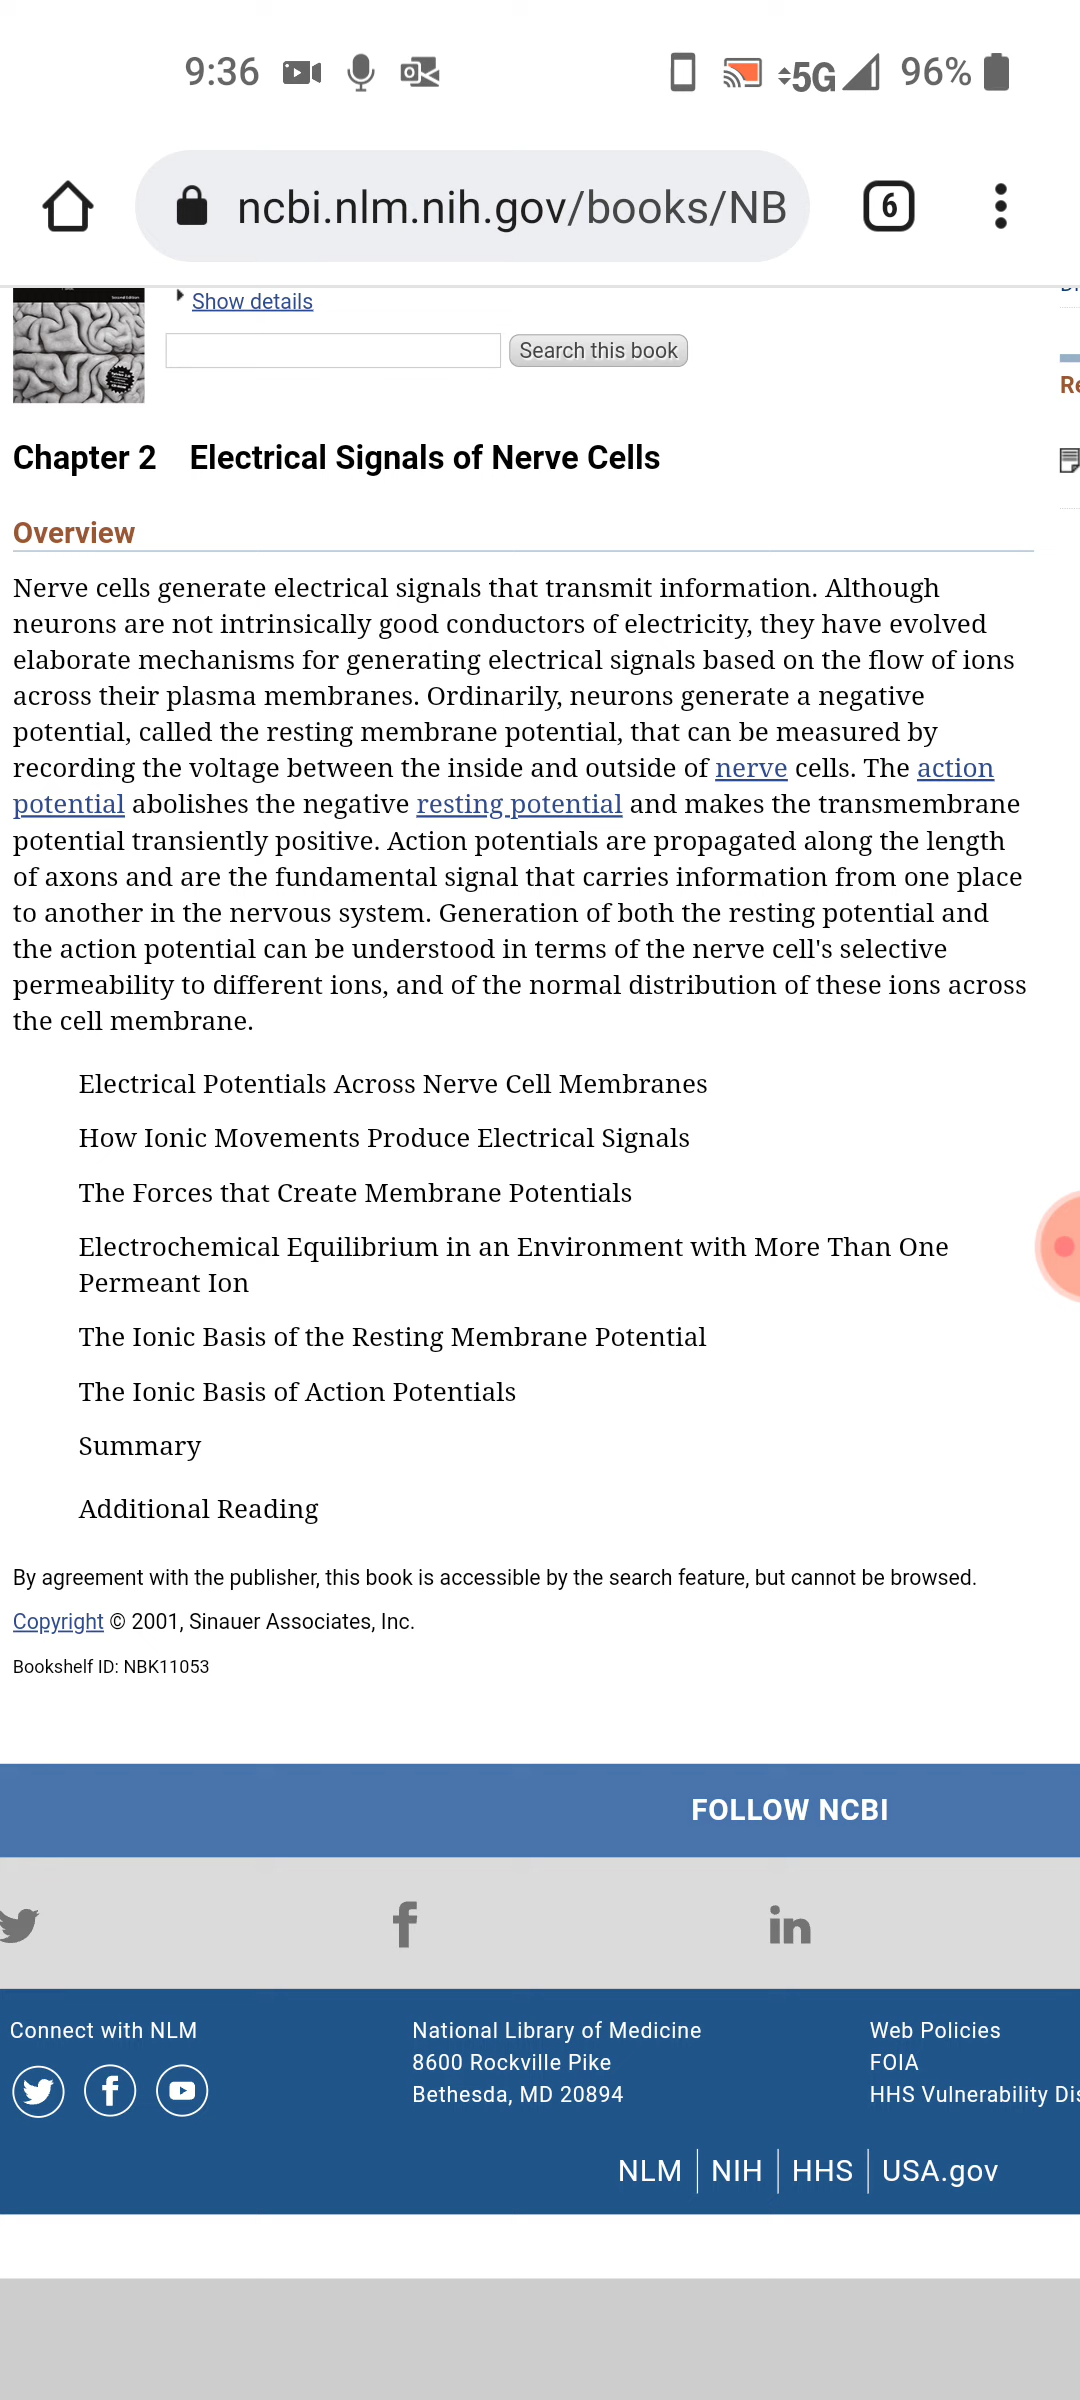 9:36
5G 96%
ncbi.nlm.nih.gov/books/NB
6
Show details
Search this book
Re
Chapter 2 Electrical Signals of Nerve Cells
Overview
Nerve cells generate electrical signals that transmit information. Although
neurons are not intrinsically good conductors of electricity, they have evolved
elaborate mechanisms for generating electrical signals based on the flow of ions
across their plasma membranes. Ordinarily, neurons generate a negative
potential, called the resting membrane potential, that can be measured by
recording the voltage between the inside and outside of nerve cells. The action
potential abolishes the negative resting potential and makes the transmembrane
potential transiently positive. Action potentials are propagated along the length
of axons and are the fundamental signal that carries information from one place
to another in the nervous system. Generation of both the resting potential and
the action potential can be understood in terms of the nerve cell's selective
permeability to different ions, and of the normal distribution of these ions across
the cell membrane.
Electrical Potentials Across Nerve Cell Membranes
How Ionic Movements Produce Electrical Signals
The Forces that Create Membrane Potentials
Electrochemical Equilibrium in an Environment with More Than One
Permeant Ion
The Ionic Basis of the Resting Membrane Potential
The Ionic Basis of Action Potentials
Summary
Additional Reading
By agreement with the publisher, this book is accessible by the search feature, but cannot be browsed.
Copyright © 2001, Sinauer Associates, Inc.
Bookshelf ID: NBK11053
FOLLOW NCBI
Connect with NLM
National Library of Medicine
8600 Rockville Pike
Bethesda, MD 20894
Web Policies
FOIA
HHS Vulnerability Dis
NLM NIH HHS USA.gov